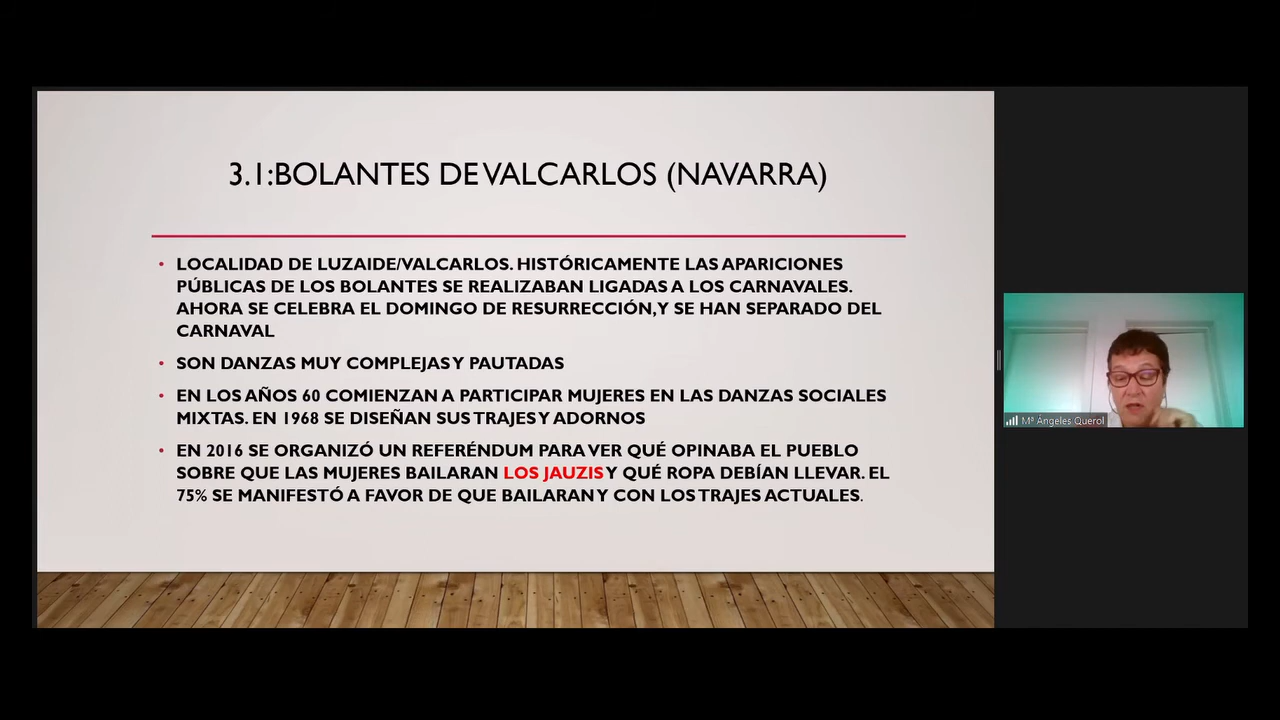 3.1:BOLANTES DE VALCARLOS (NAVARRA)
• LOCALIDAD DE LUZAIDE/VALCARLOS. HISTÓRICAMENTE LAS APARICIONES
PÚBLICAS DE LOS BOLANTES SE REALIZABAN LIGADAS A LOS CARNAVALES.
AHORA SE CELEBRA EL DOMINGO DE RESURRECCIÓN, Y SE HAN SEPARADO DEL
CARNAVAL
• SON DANZAS MUY COMPLEJAS Y PAUTADAS
• EN LOS AÑOS 60 COMIENZAN A PARTICIPAR MUJERES EN LAS DANZAS SOCIALES
MIXTAS. EN 1968 SE DISEÑAN SUS TRAJES Y ADORNOS
• EN 2016 SE ORGANIZÓ UN REFERÉNDUM PARA VER QUÉ OPINABA EL PUEBLO
SOBRE QUE LAS MUJERES BAILARAN LOS JAUZIS Y QUÉ ROPA DEBÍAN LLEVAR. EL
75% SE MANIFESTÓ A FAVOR DE QUE BAILARAN Y CON LOS TRAJES ACTUALES.
Mª Ángeles Querol